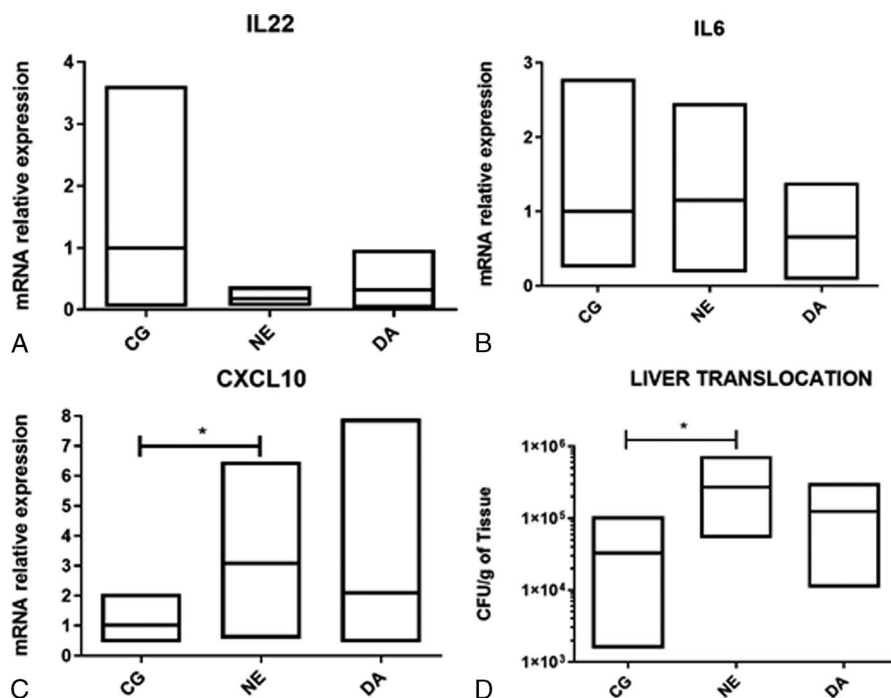 IL22
mRNA relative expression
4
3
2
1
0
CG
NE
DA
A
IL6
mRNA relative expression
3
2
1
0
CG
NE
DA
B
CXCL10
mRNA relative expression
8
7
6
5
4
3
2
1
0
*
CG
NE
DA
C
LIVER TRANSLOCATION
CFU/g of Tissue
1×10⁶
1×10⁵
1×10⁴
1×10³
*
CG
NE
DA
D